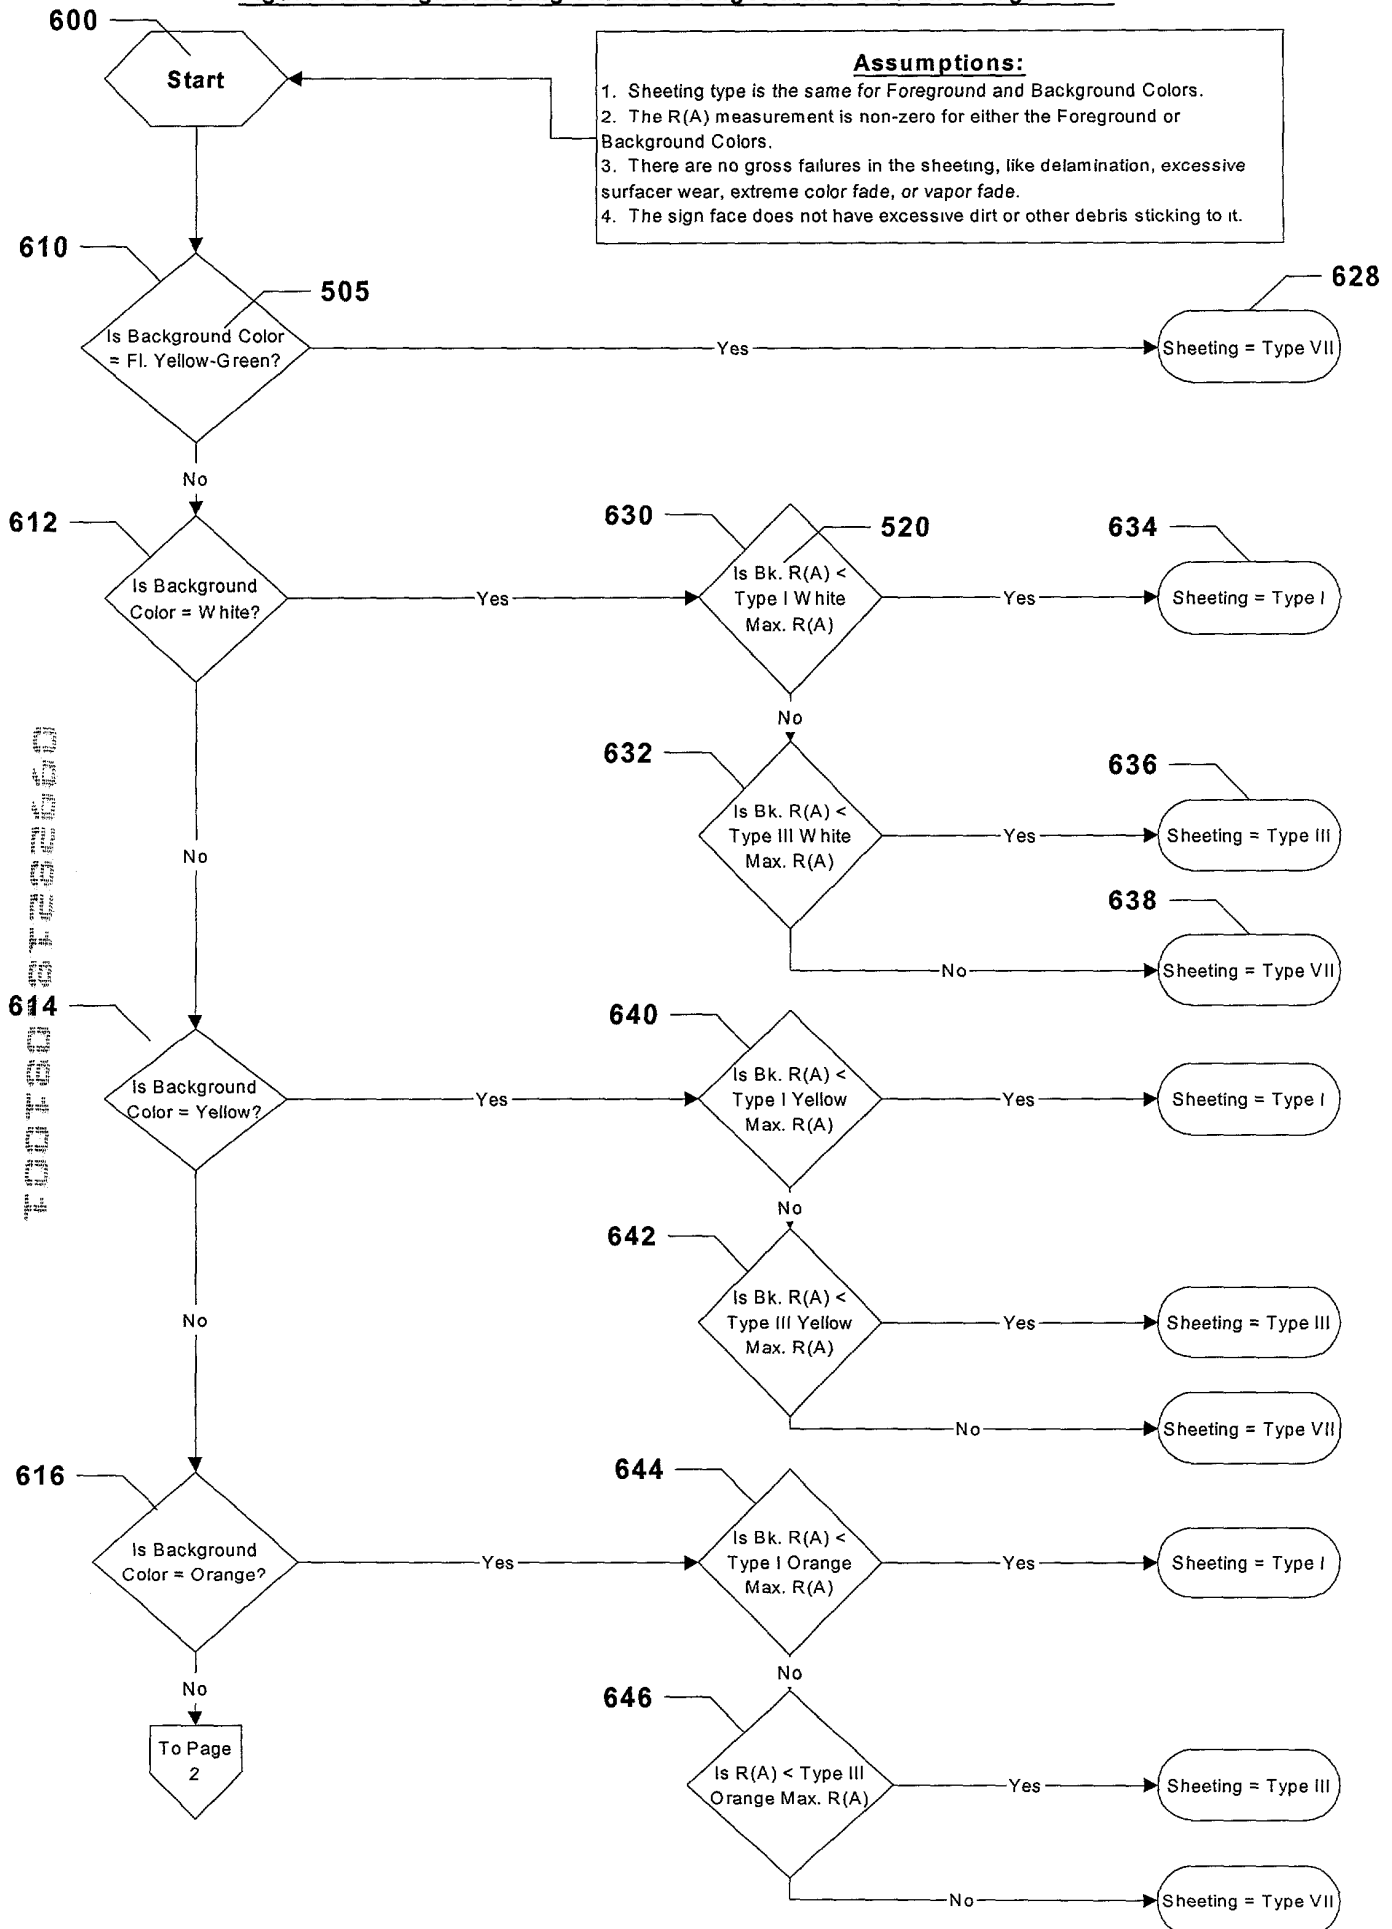 600
Start
Assumptions:
1. Sheeting type is the same for Foreground and Background Colors.
2. The R(A) measurement is non-zero for either the Foreground or
Background Colors.
3. There are no gross failures in the sheeting, like delamination, excessive
surfacer wear, extreme color fade, or vapor fade.
4. The sign face does not have excessive dirt or other debris sticking to it.
610
505
Is Background Color
= Fl. Yellow-Green?
Yes
628
Sheeting = Type VII
No
612
Is Background
Color = White?
Yes
630
520
Is Bk. R(A) <
Type I White
Max. R(A)
Yes
634
Sheeting = Type I
No
632
Is Bk. R(A) <
Type III White
Max. R(A)
Yes
636
Sheeting = Type III
638
No
Sheeting = Type VII
No
614
Is Background
Color = Yellow?
Yes
640
Is Bk. R(A) <
Type I Yellow
Max. R(A)
Yes
Sheeting = Type I
No
642
Is Bk. R(A) <
Type III Yellow
Max. R(A)
Yes
Sheeting = Type III
No
Sheeting = Type VII
No
616
Is Background
Color = Orange?
Yes
644
Is Bk. R(A) <
Type I Orange
Max. R(A)
Yes
Sheeting = Type I
No
646
Is R(A) < Type III
Orange Max. R(A)
Yes
Sheeting = Type III
No
Sheeting = Type VII
No
To Page
2